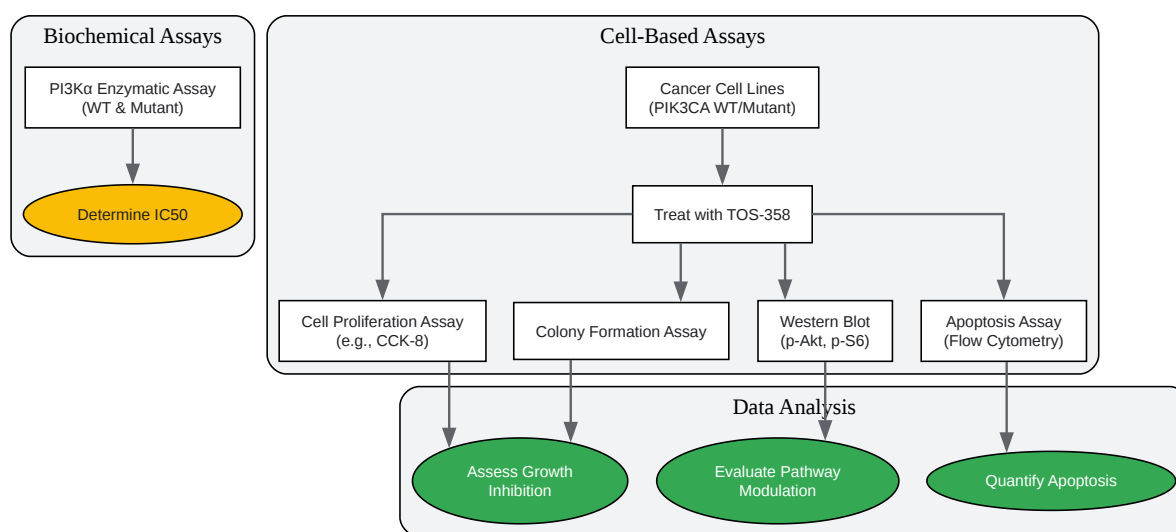 Biochemical Assays
PI3Kα Enzymatic Assay
(WT & Mutant)
Determine IC50
Cell-Based Assays
Cancer Cell Lines
(PIK3CA WT/Mutant)
Treat with TOS-358
Cell Proliferation Assay
(e.g., CCK-8)
Colony Formation Assay
Western Blot
(p-Akt, p-S6)
Apoptosis Assay
(Flow Cytometry)
Data Analysis
Assess Growth
Inhibition
Evaluate Pathway
Modulation
Quantify Apoptosis